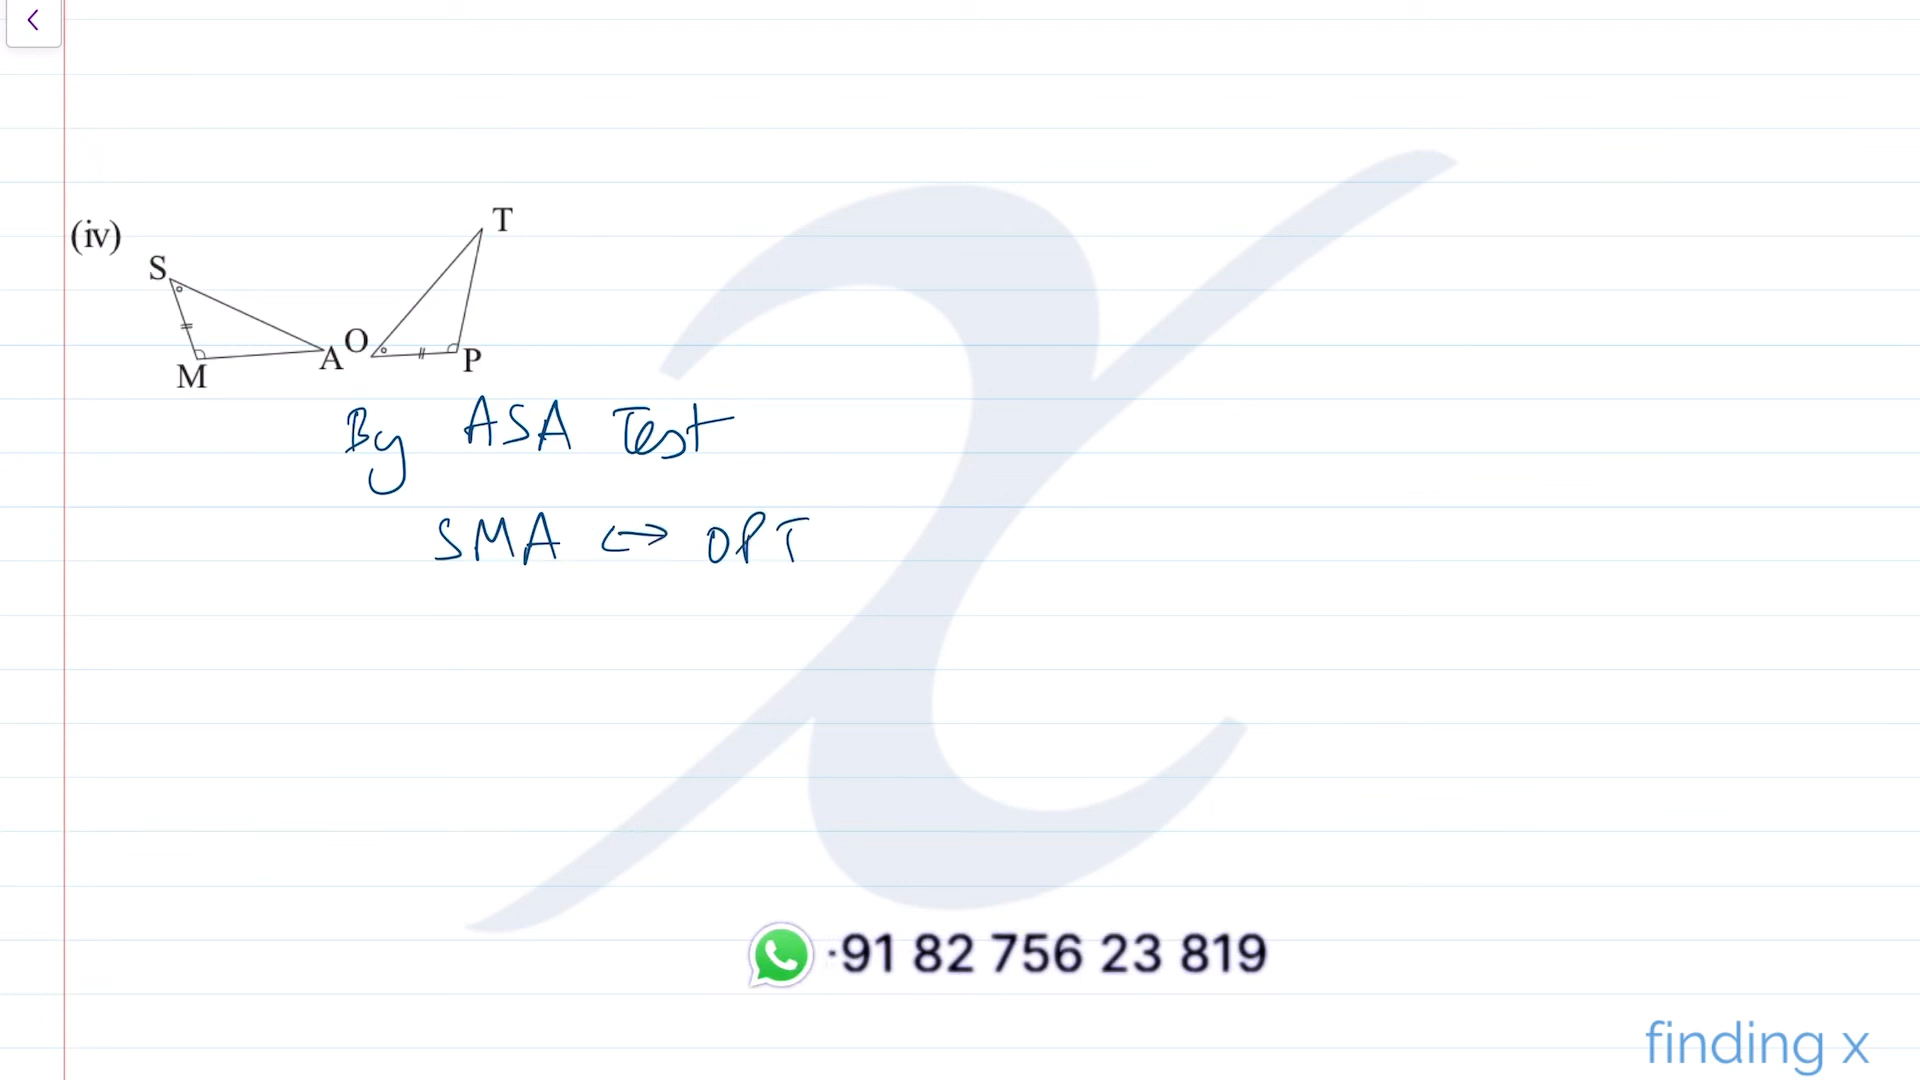 (iv)
T
S
O
M
A
P
By ASA Test
SMA ↔ OPT
·91 82 756 23 819
finding x